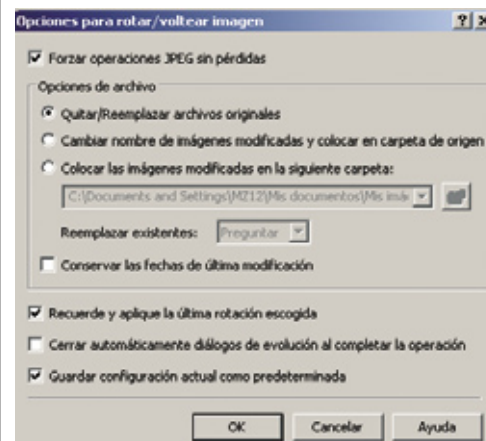 Opciones para rotar/voltear imagen
Forzar operaciones JPEG sin pérdidas
Opciones de archivo
Quitar/Reemplazar archivos originales
Cambiar nombre de imágenes modificadas y colocar en carpeta de origen
Colocar las imágenes modificadas en la siguiente carpeta:
C:\Documents and Settings\MZ12\Mis documentos\Mis imá
Reemplazar existentes: Preguntar
Conservar las fechas de última modificación
Recuerde y aplique la última rotación escogida
Cerrar automáticamente diálogos de evolución al completar la operación
Guardar configuración actual como predeterminada
OK Cancelar Ayuda